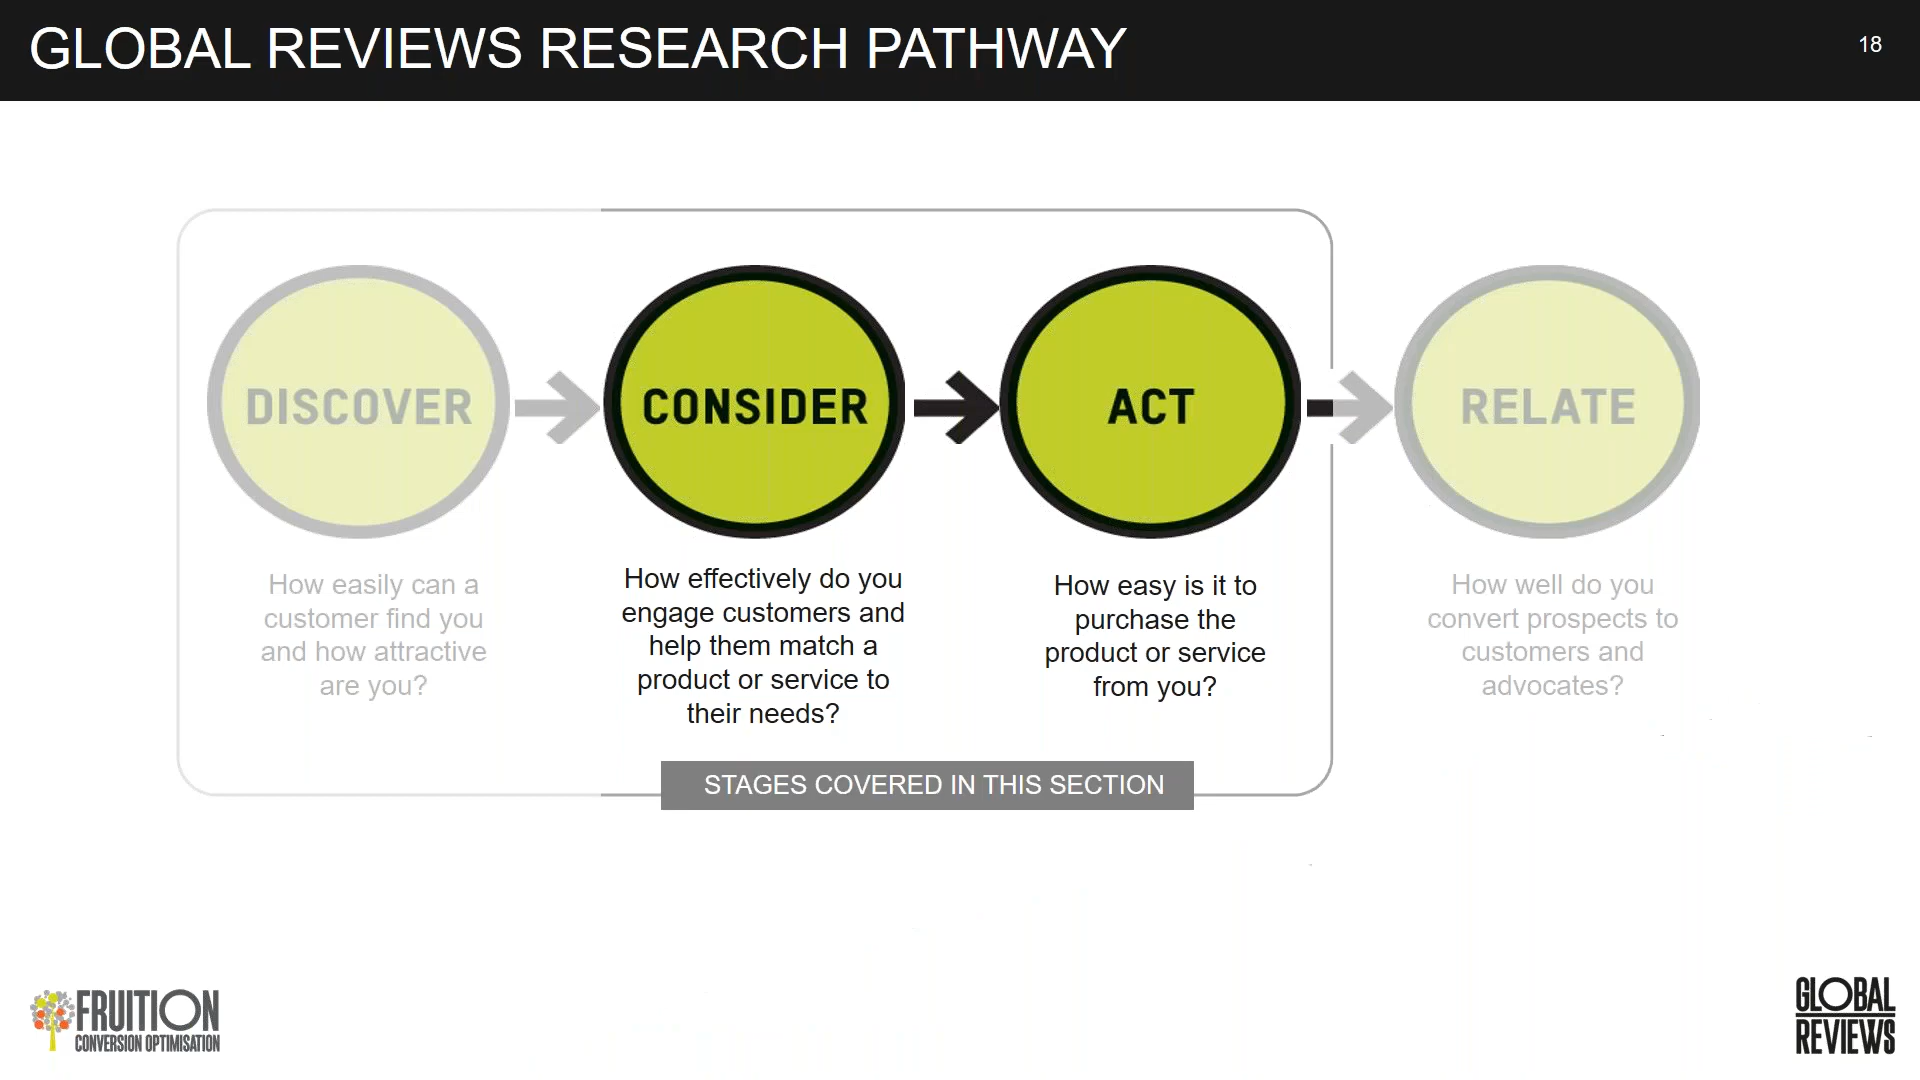 GLOBAL REVIEWS RESEARCH PATHWAY
18
DISCOVER
CONSIDER
ACT
RELATE
How easily can a
customer find you
and how attractive
are you?
How effectively do you
engage customers and
help them match a
product or service to
their needs?
How easy is it to
purchase the
product or service
from you?
How well do you
convert prospects to
customers and
advocates?
STAGES COVERED IN THIS SECTION
FRUITION
CONVERSION OPTIMISATION
GLOBAL
REVIEWS